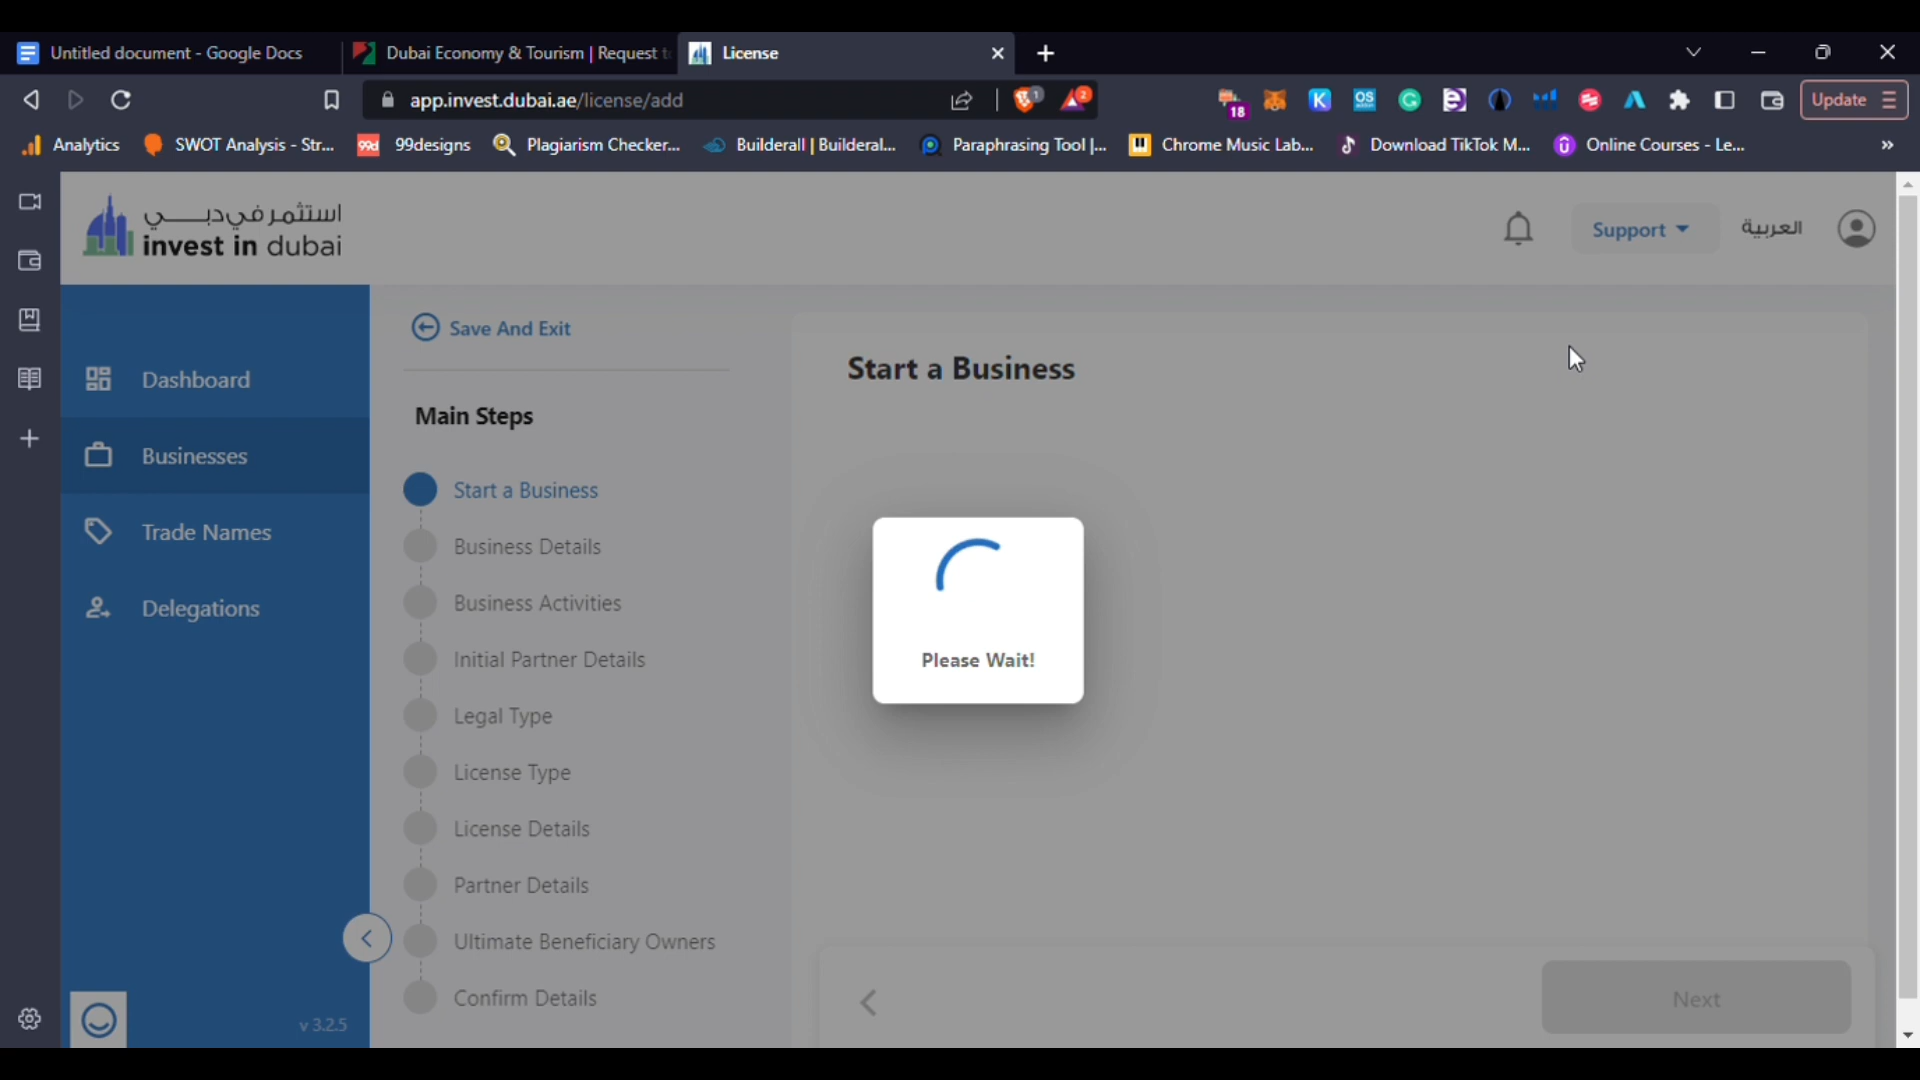 Untitled document - Google Docs
Dubai Economy & Tourism | Request t
License
app.invest.dubai.ae/license/add
1
2
18
Update
Analytics
SWOT Analysis - Str...
99designs
Plagiarism Checker...
Builderall | Builderal...
Paraphrasing Tool |...
Chrome Music Lab...
Download TikTok M...
Online Courses - Le...
استثمر في دبـــي
invest in dubai
Support
العربية
Dashboard
Businesses
Trade Names
Delegations
v 3.2.5
Save And Exit
Main Steps
Start a Business
Business Details
Business Activities
Initial Partner Details
Legal Type
License Type
License Details
Partner Details
Ultimate Beneficiary Owners
Confirm Details
Start a Business
Please Wait!
Next